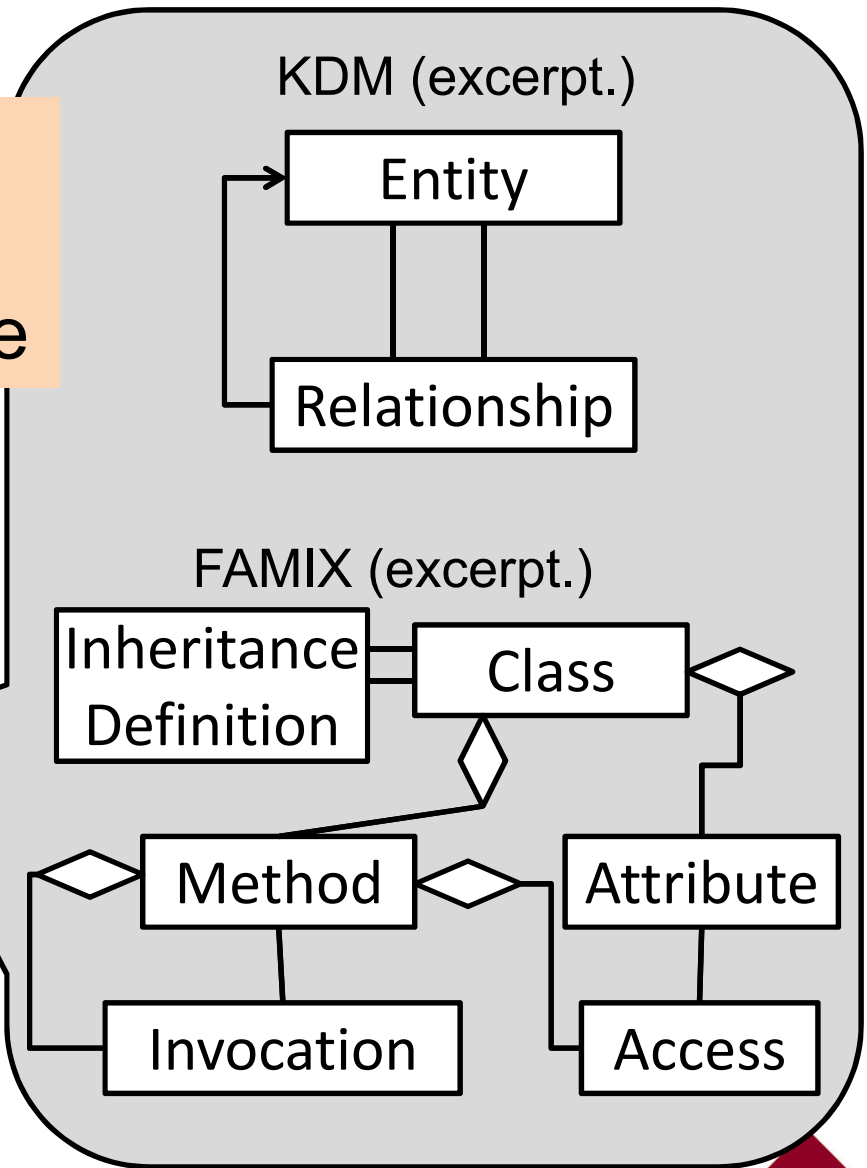 KDM (excerpt.)
Entity
e
Relationship
FAMIX (excerpt.)
Inheritance
Definition
Class
Method
Attribute
Invocation
Access